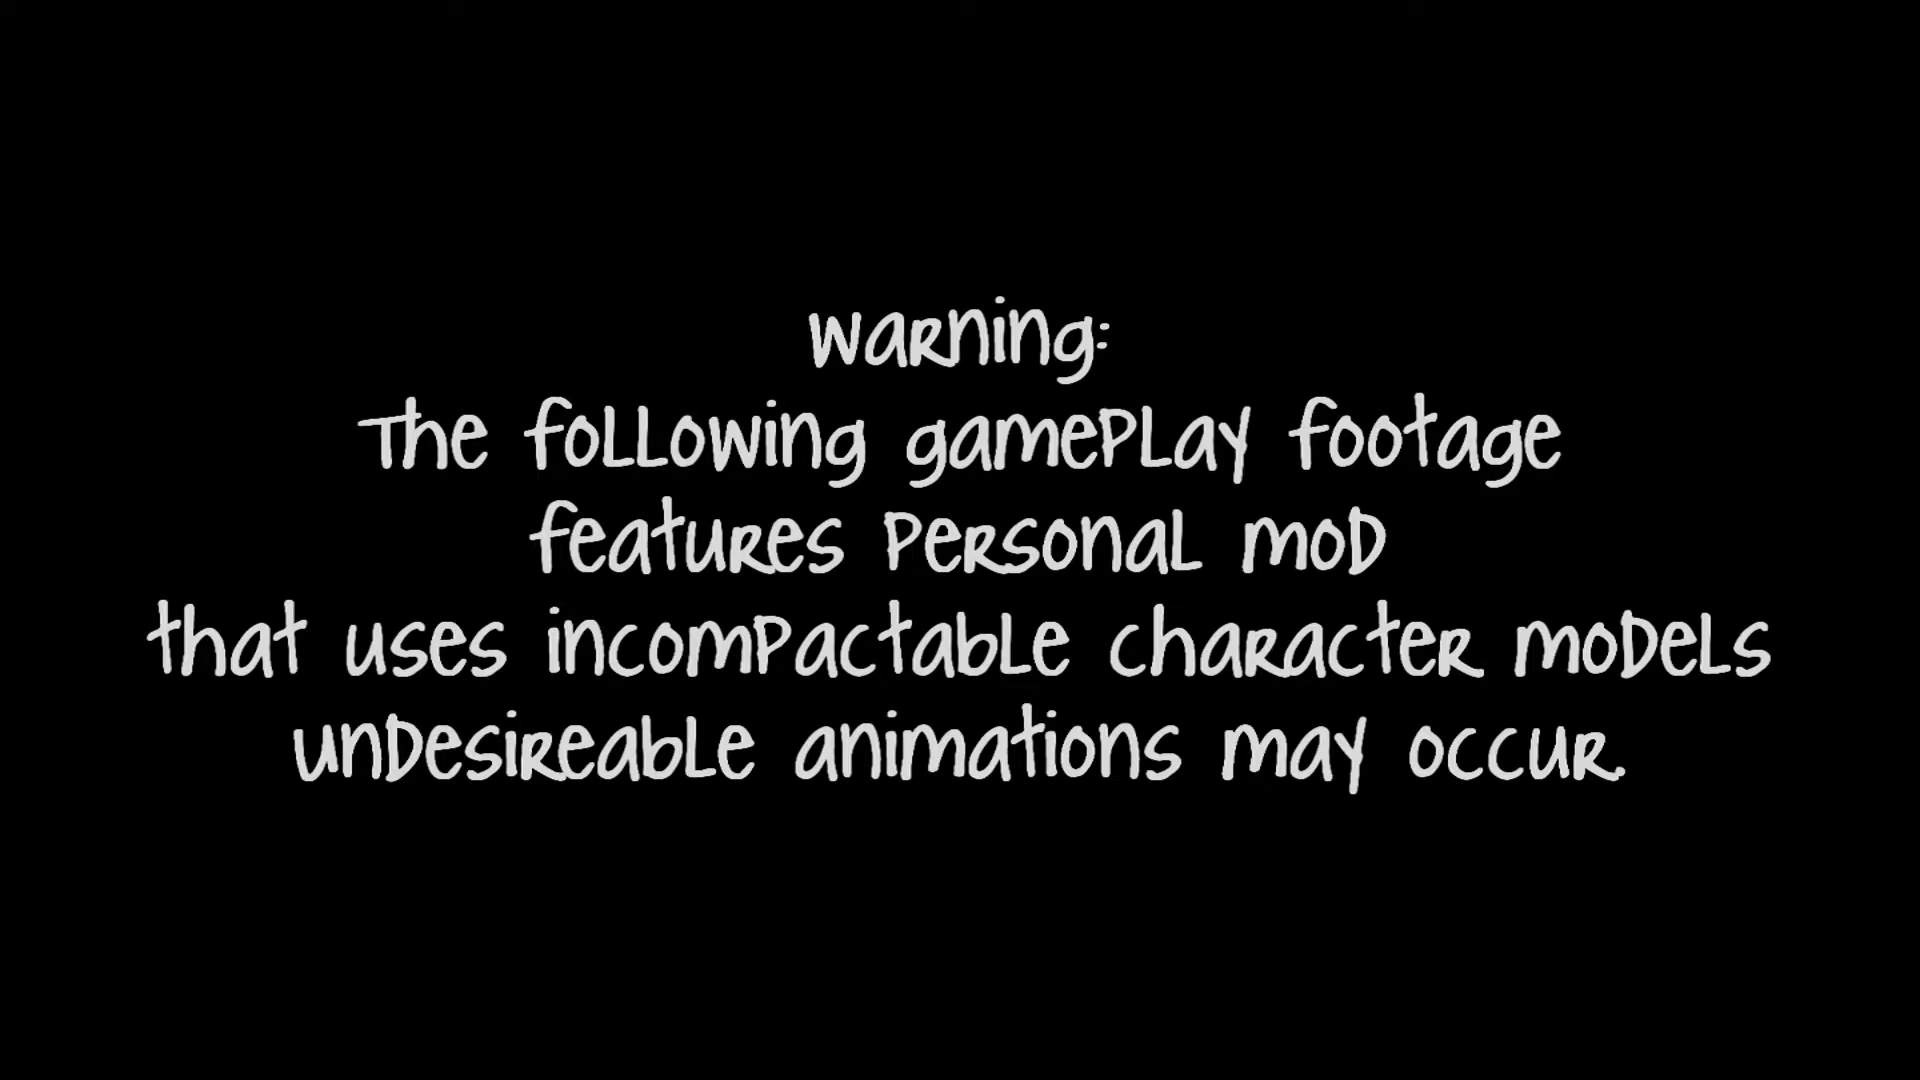 Warning:
The following gameplay footage
features personal mod
that uses incompactable character models
undesireable animations may occur.